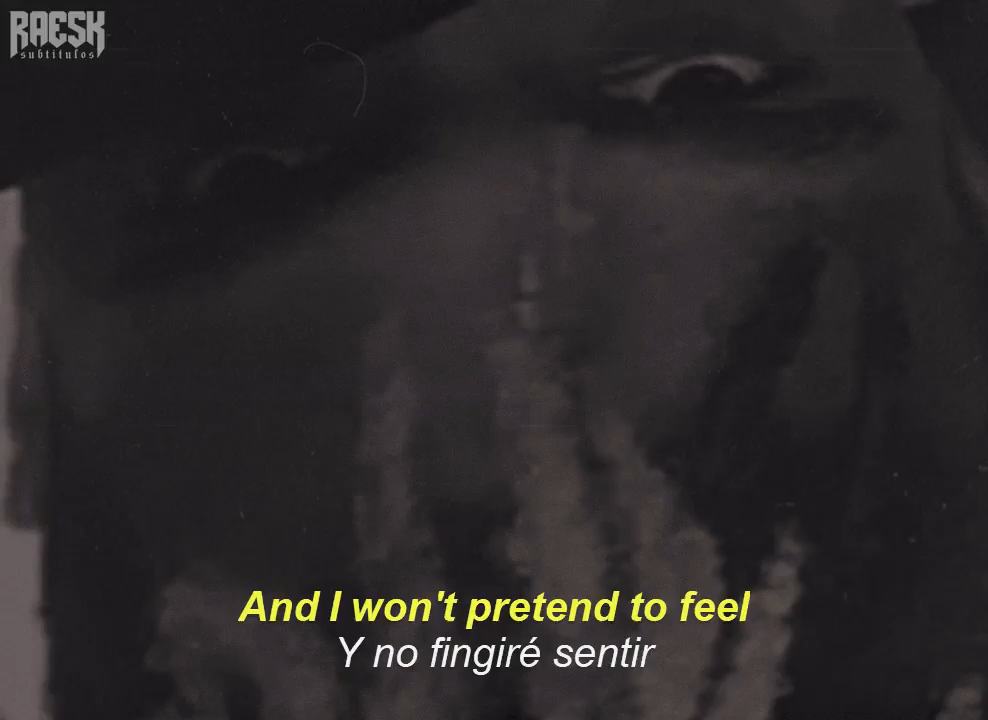 RAESK
subtitulos
And I won't pretend to feel
Y no fingiré sentir